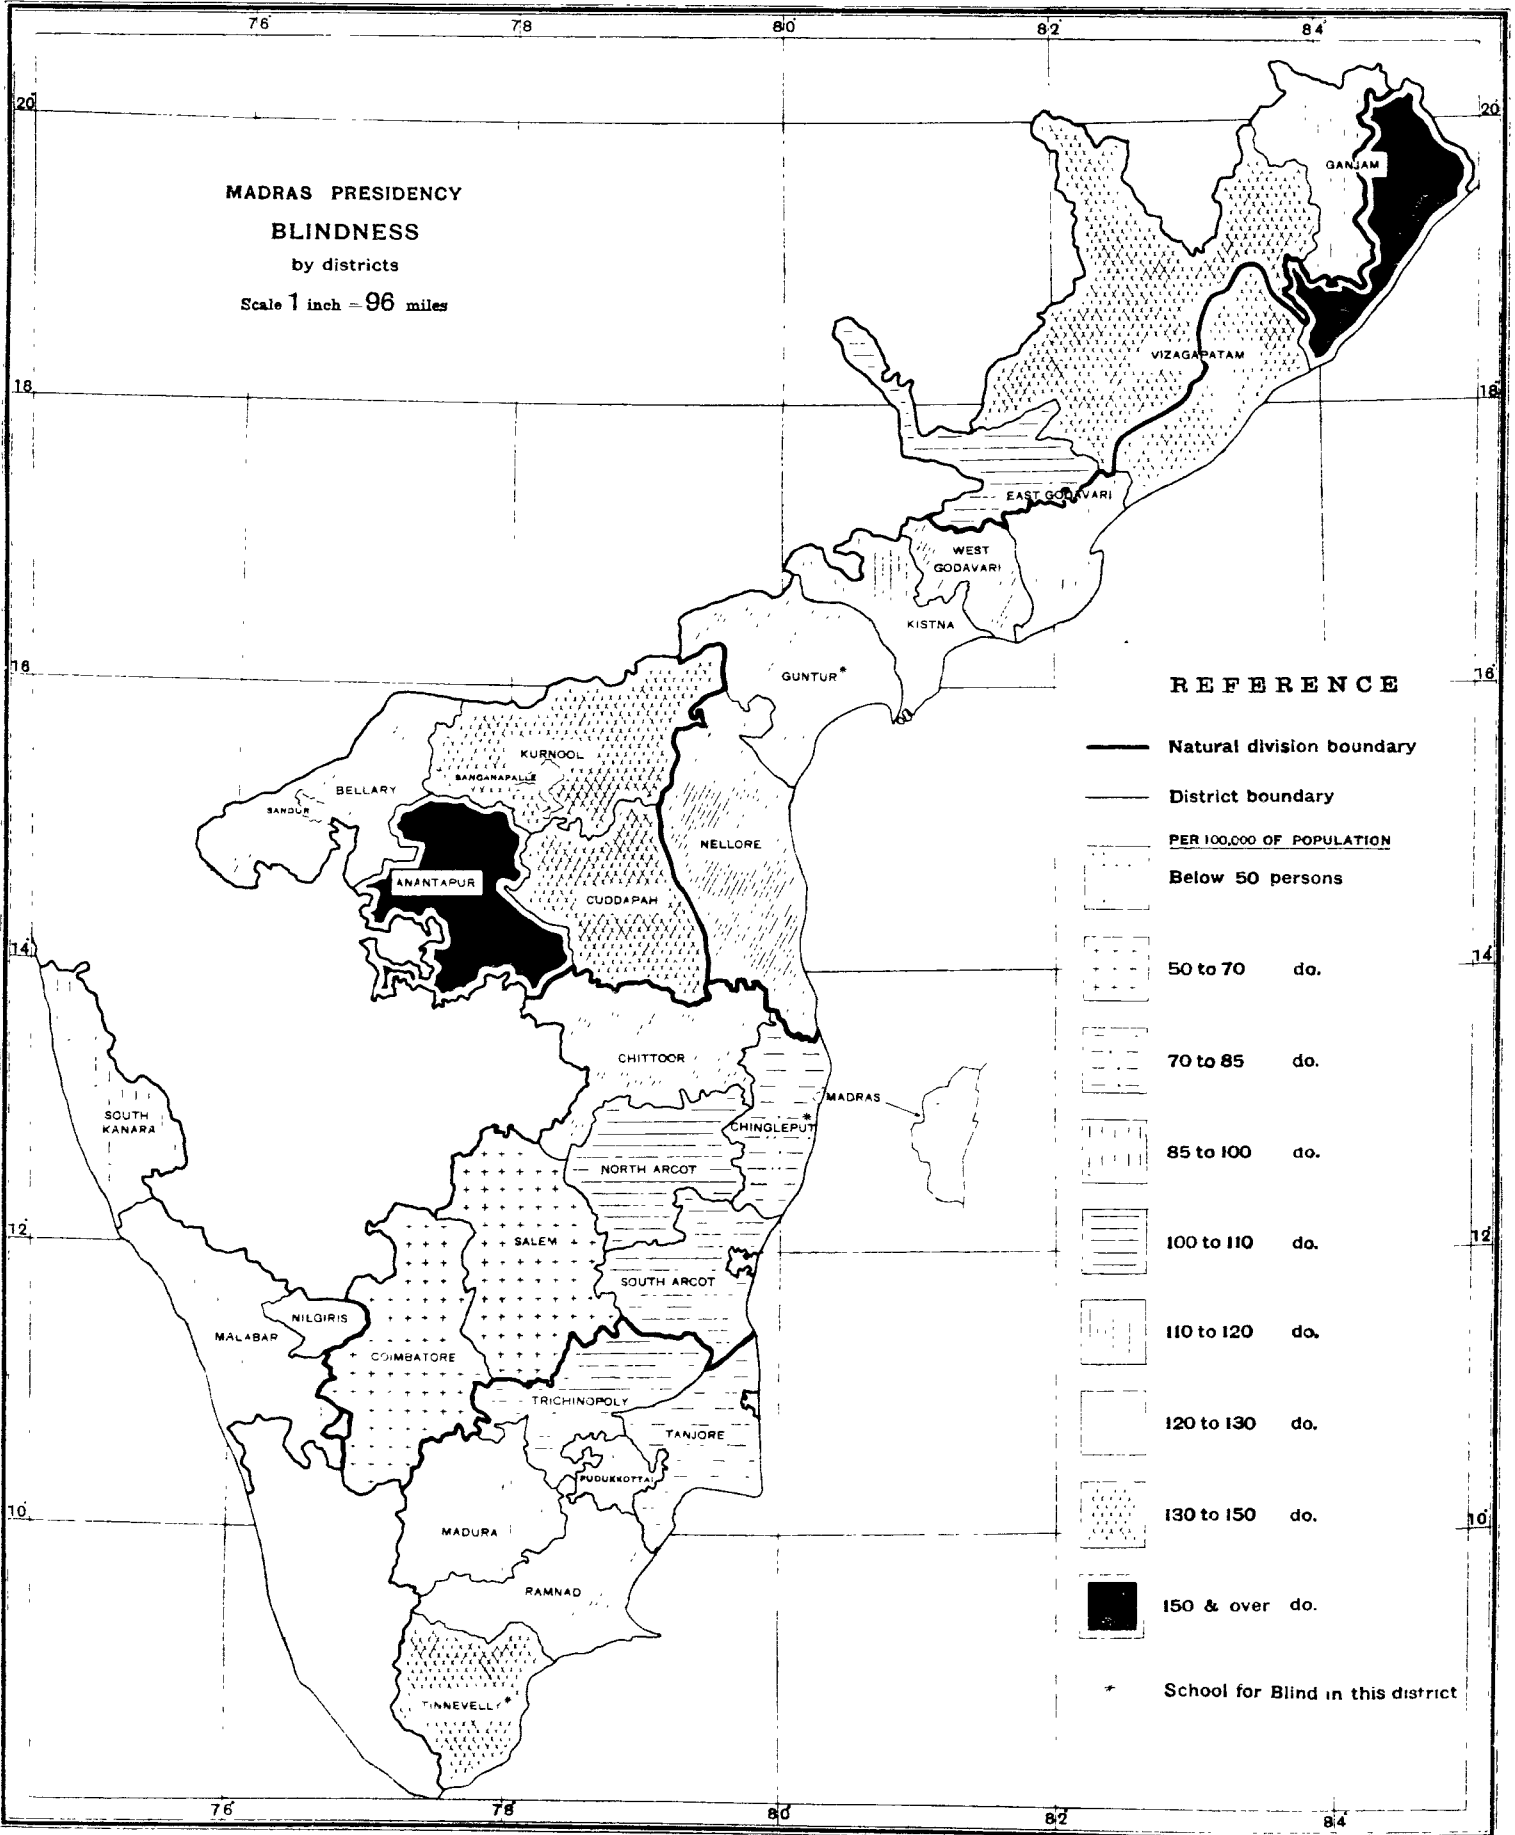 76° 78° 80 82 84°
20° 20°
MADRAS PRESIDENCY
BLINDNESS
by districts
Scale 1 inch = 96 miles
GANJAM
VIZAGAPATAM
18 18°
EAST GODAVARI
WEST
GODAVARI
KISTNA
GUNTUR*
16 16°
REFERENCE
Natural division boundary
KURNOOL
BANGANAPALLE
BELLARY
SANDUR
District boundary
PER 100,000 OF POPULATION
NELLORE
Below 50 persons
ANANTAPUR
CUDDAPAH
14° 14°
50 to 70 do.
CHITTOOR
70 to 85 do.
MADRAS
SOUTH
KANARA
CHINGLEPUT*
85 to 100 do.
NORTH ARCOT
12° 12°
SALEM
100 to 110 do.
SOUTH ARCOT
NILGIRIS
MALABAR
110 to 120 do.
COIMBATORE
TRICHINOPOLY
120 to 130 do.
TANJORE
PUDUKKOTTAI
10° 10°
130 to 150 do.
MADURA
RAMNAD
150 & over do.
* School for Blind in this district
TINNEVELLY*
76° 78° 80 82 84°